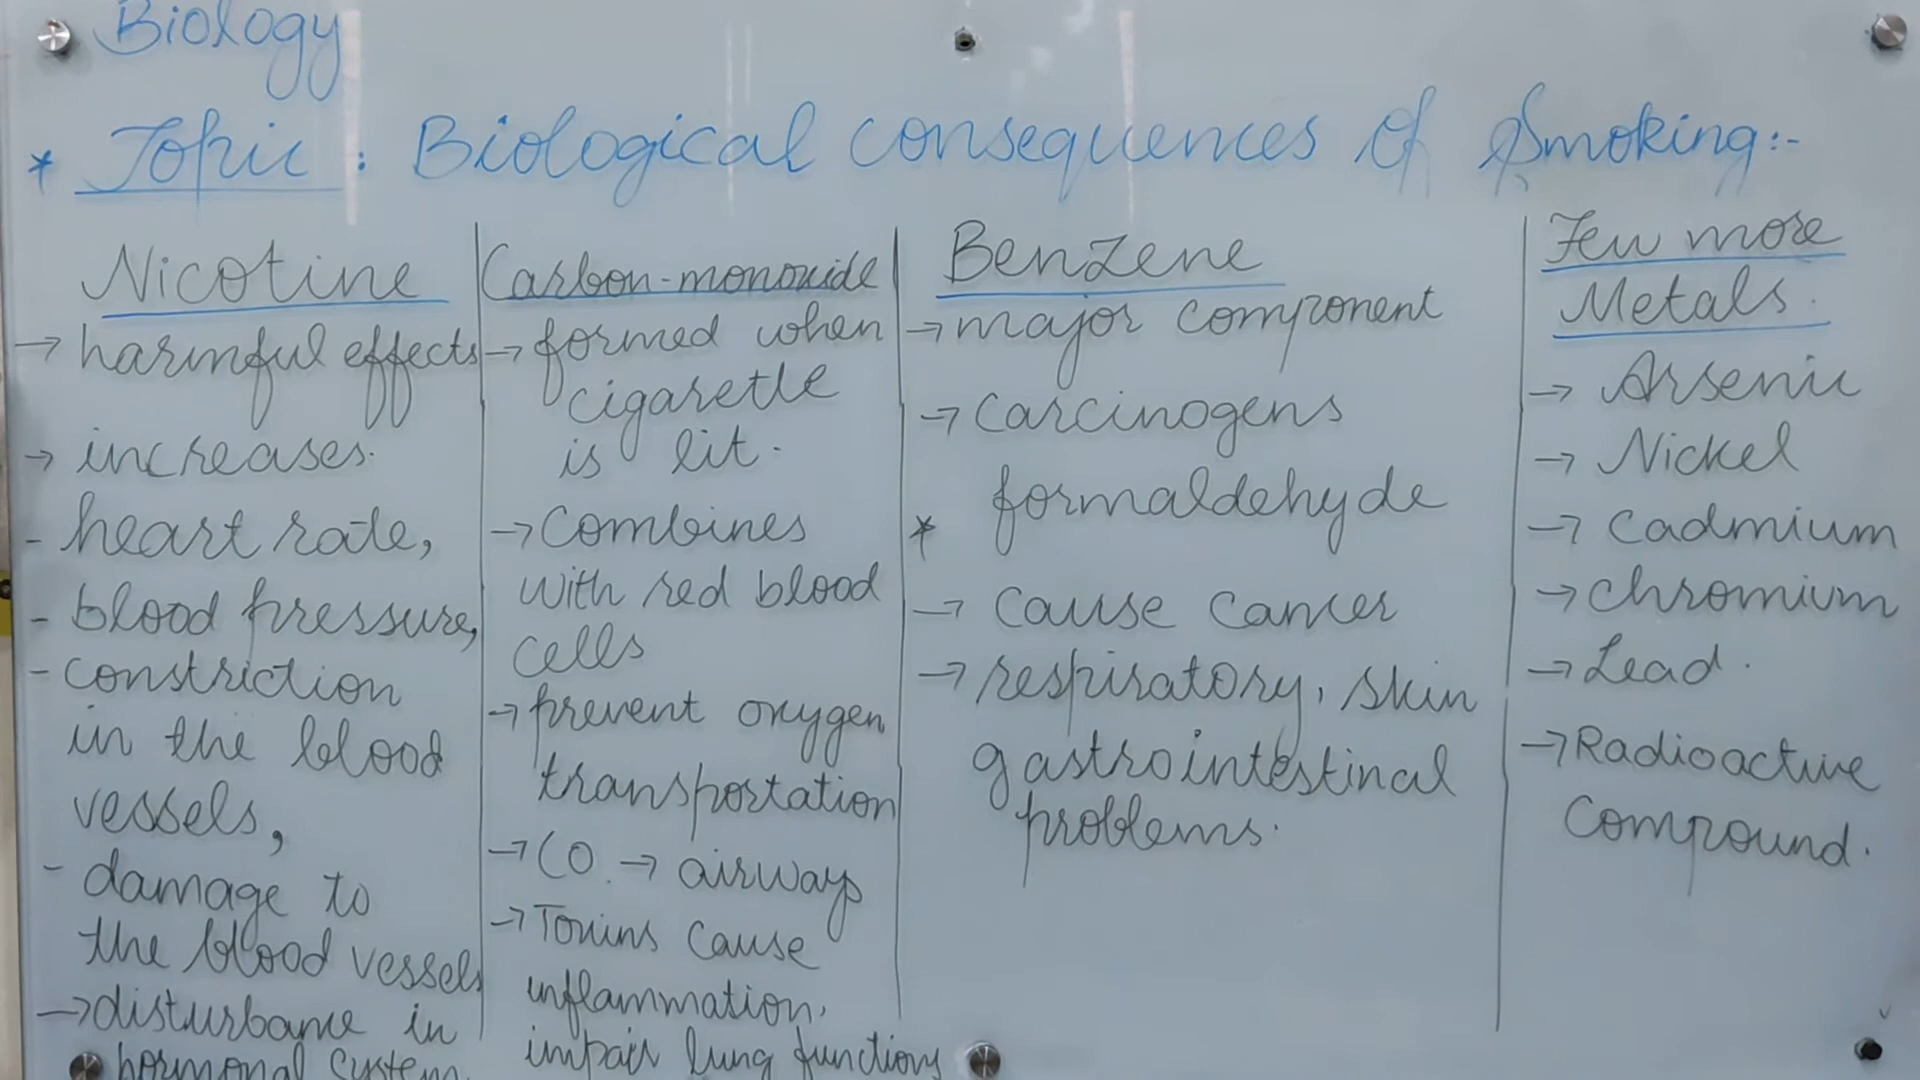 Biology
* Topic : Biological consequences of Smoking:-
Nicotine
→ harmful effects
→ increases.
- heart rate,
- blood pressure,
- constriction
in the blood
vessels,
- damage to
the blood vessels
→ disturbance in
hormonal system.
Carbon-monoxide
→ formed when
cigarette
is lit.
→ Combines
with red blood
cells
→ prevent oxygen
transportation
→ CO. → airways
→ Toxins cause
inflammation,
impair lung functions
Benzene
→ major component
→ carcinogens
* formaldehyde
→ cause cancer
→ respiratory, skin
gastrointestinal
problems.
Few more
Metals.
→ Arsenic
→ Nickel
→ Cadmium
→ chromium
→ Lead.
→ Radioactive
Compound.